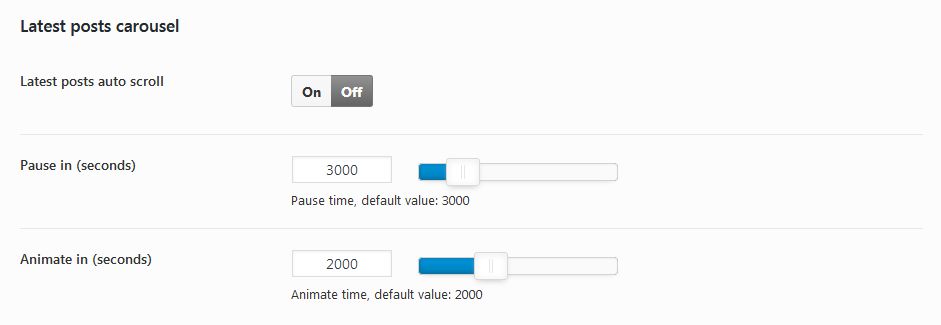 Latest posts carousel
Latest posts auto scroll
On Off
Pause in (seconds)
3000
Pause time, default value: 3000
Animate in (seconds)
2000
Animate time, default value: 2000